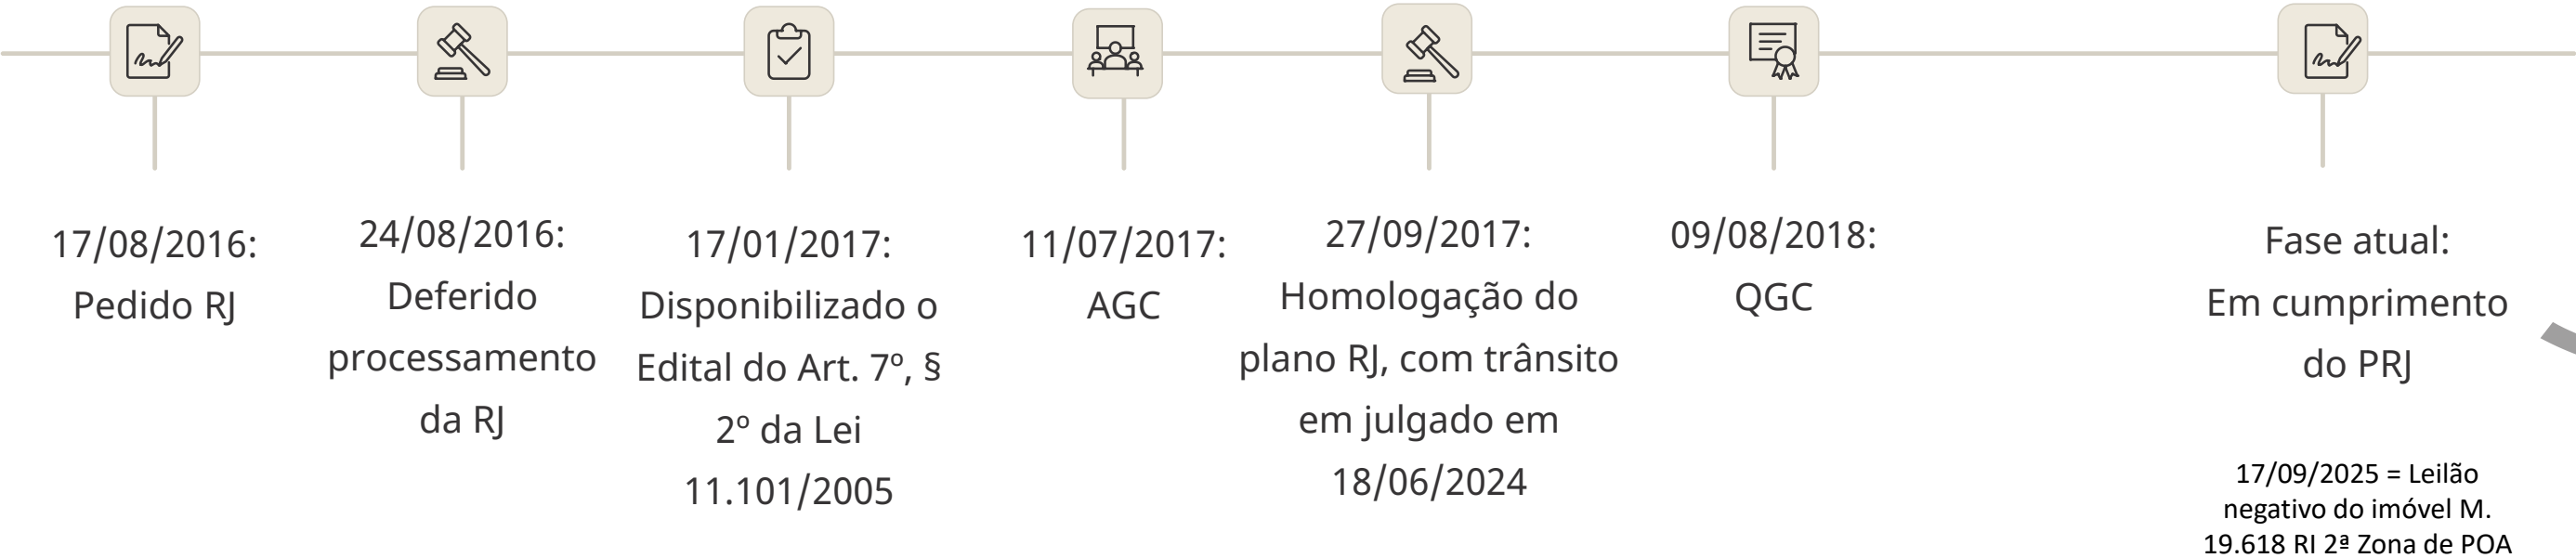 17/08/2016:
Pedido RJ
24/08/2016:
Deferido
processamento
da RJ
17/01/2017:
Disponibilizado o
Edital do Art. 7º, §
2º da Lei
11.101/2005
11/07/2017:
AGC
27/09/2017:
Homologação do
plano RJ, com trânsito
em julgado em
18/06/2024
09/08/2018:
QGC
Fase atual:
Em cumprimento
do PRJ
17/09/2025 = Leilão
negativo do imóvel M.
19.618 RI 2ª Zona de POA